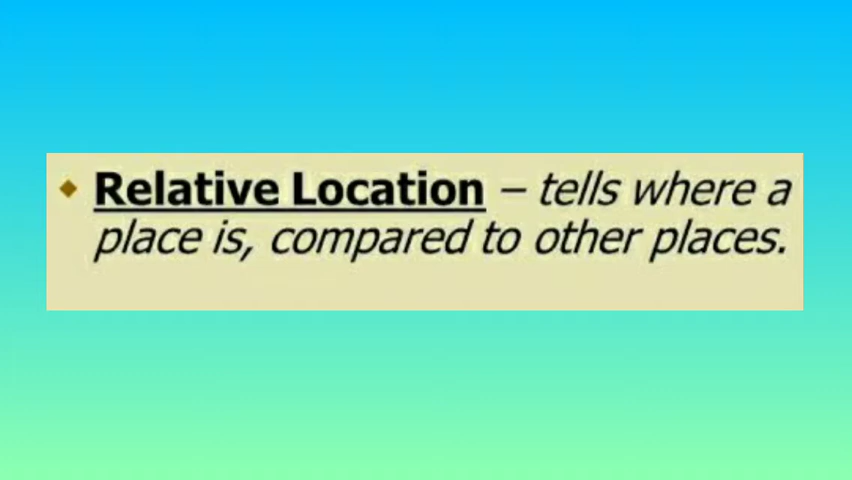 Relative Location – tells where a
place is, compared to other places.